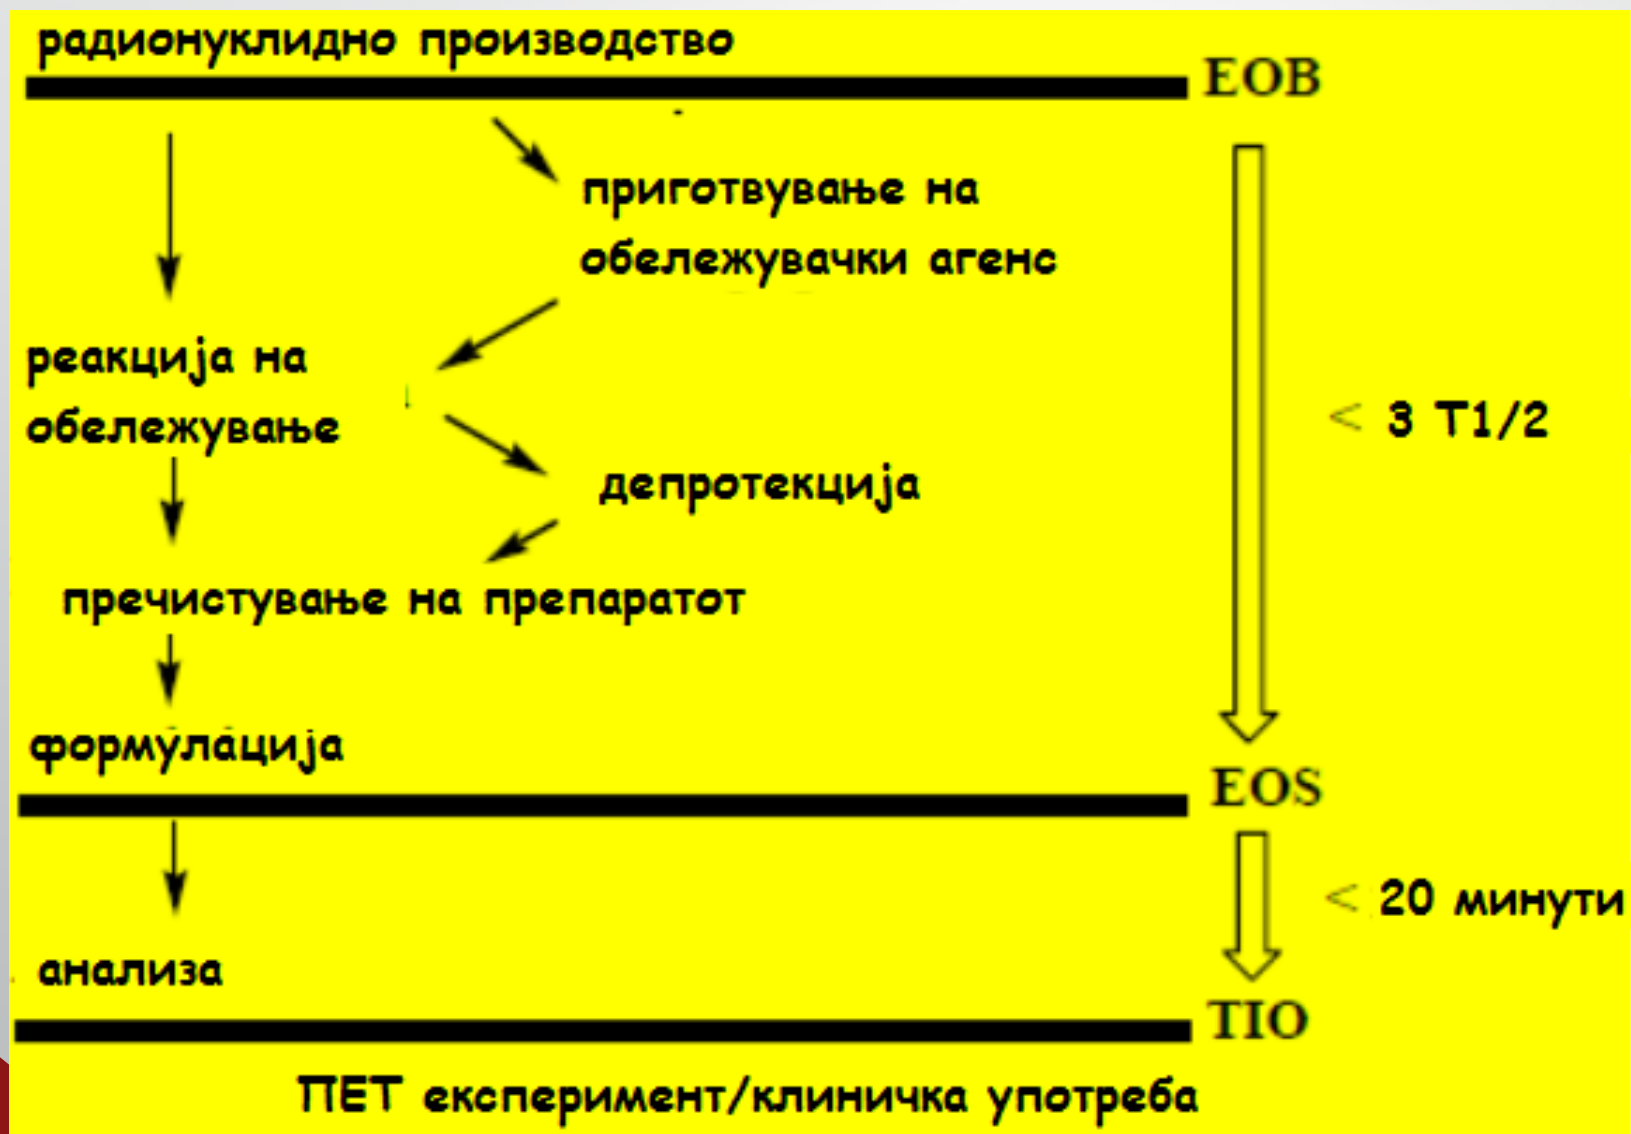 радионуклидно производство
EOB
приготвување на
обележувачки агенс
реакција на
обележување
< 3 T1/2
депротекција
пречистување на препаратот
формулација
EOS
< 20 минути
анализа
TIO
ПЕТ експеримент/клиничка употреба